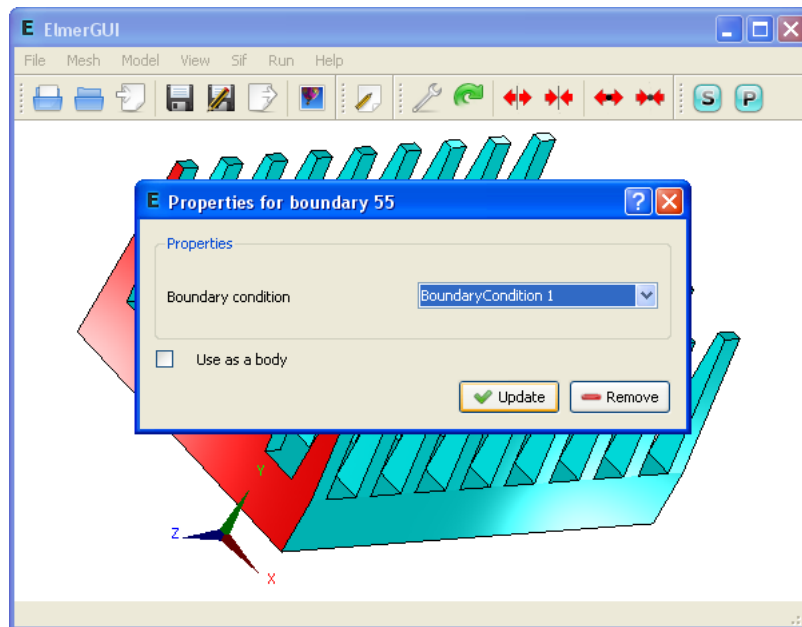 E ElmerGUI
File Mesh Model View Sif Run Help
S P
E Properties for boundary 55
?
Properties
Boundary condition BoundaryCondition 1
Use as a body
Update Remove
Y
Z
X